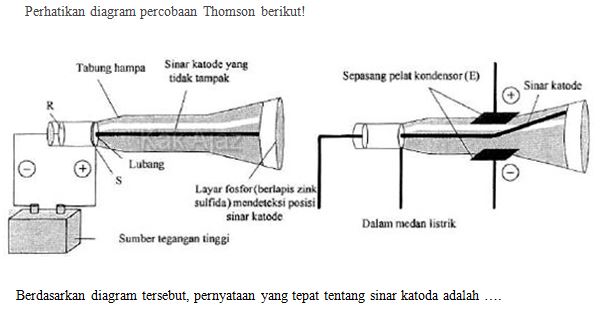 Perhatikan diagram percobaan Thomson berikut!
Tabung hampa
Sinar katode yang
tidak tampak
R
Lubang
S
Layar fosfor (berlapis zink
sulfida) mendeteksi posisi
sinar katode
Sumber tegangan tinggi
Kak Ajaz
Sepasang pelat kondensor (E)
Sinar katode
Dalam medan listrik
Berdasarkan diagram tersebut, pernyataan yang tepat tentang sinar katoda adalah ….